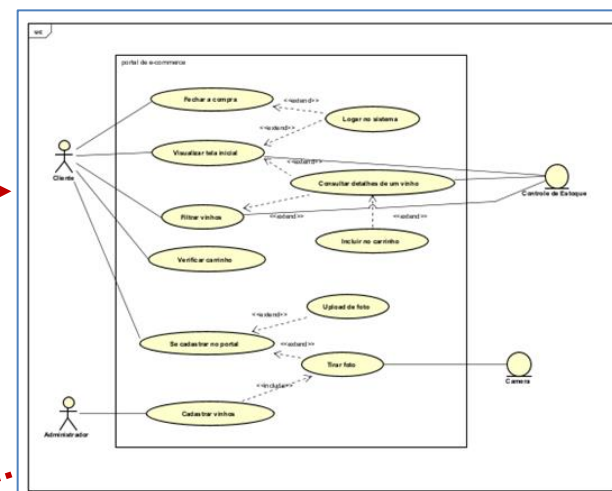 uc
portal de e-commerce
Fechar a compra
<<extend>>
Logar no sistema
<<extend>>
Visualizar tela inicial
<<extend>>
Consultar detalhes de um vinho
Cliente
Controle de Estoque
Filtrar vinhos
<<extend>>
<<extend>>
Incluir no carrinho
Verificar carrinho
Upload de foto
<<extend>>
Se cadastrar no portal
<<extend>>
Tirar foto
Camera
<<include>>
Cadastrar vinhos
Administrador